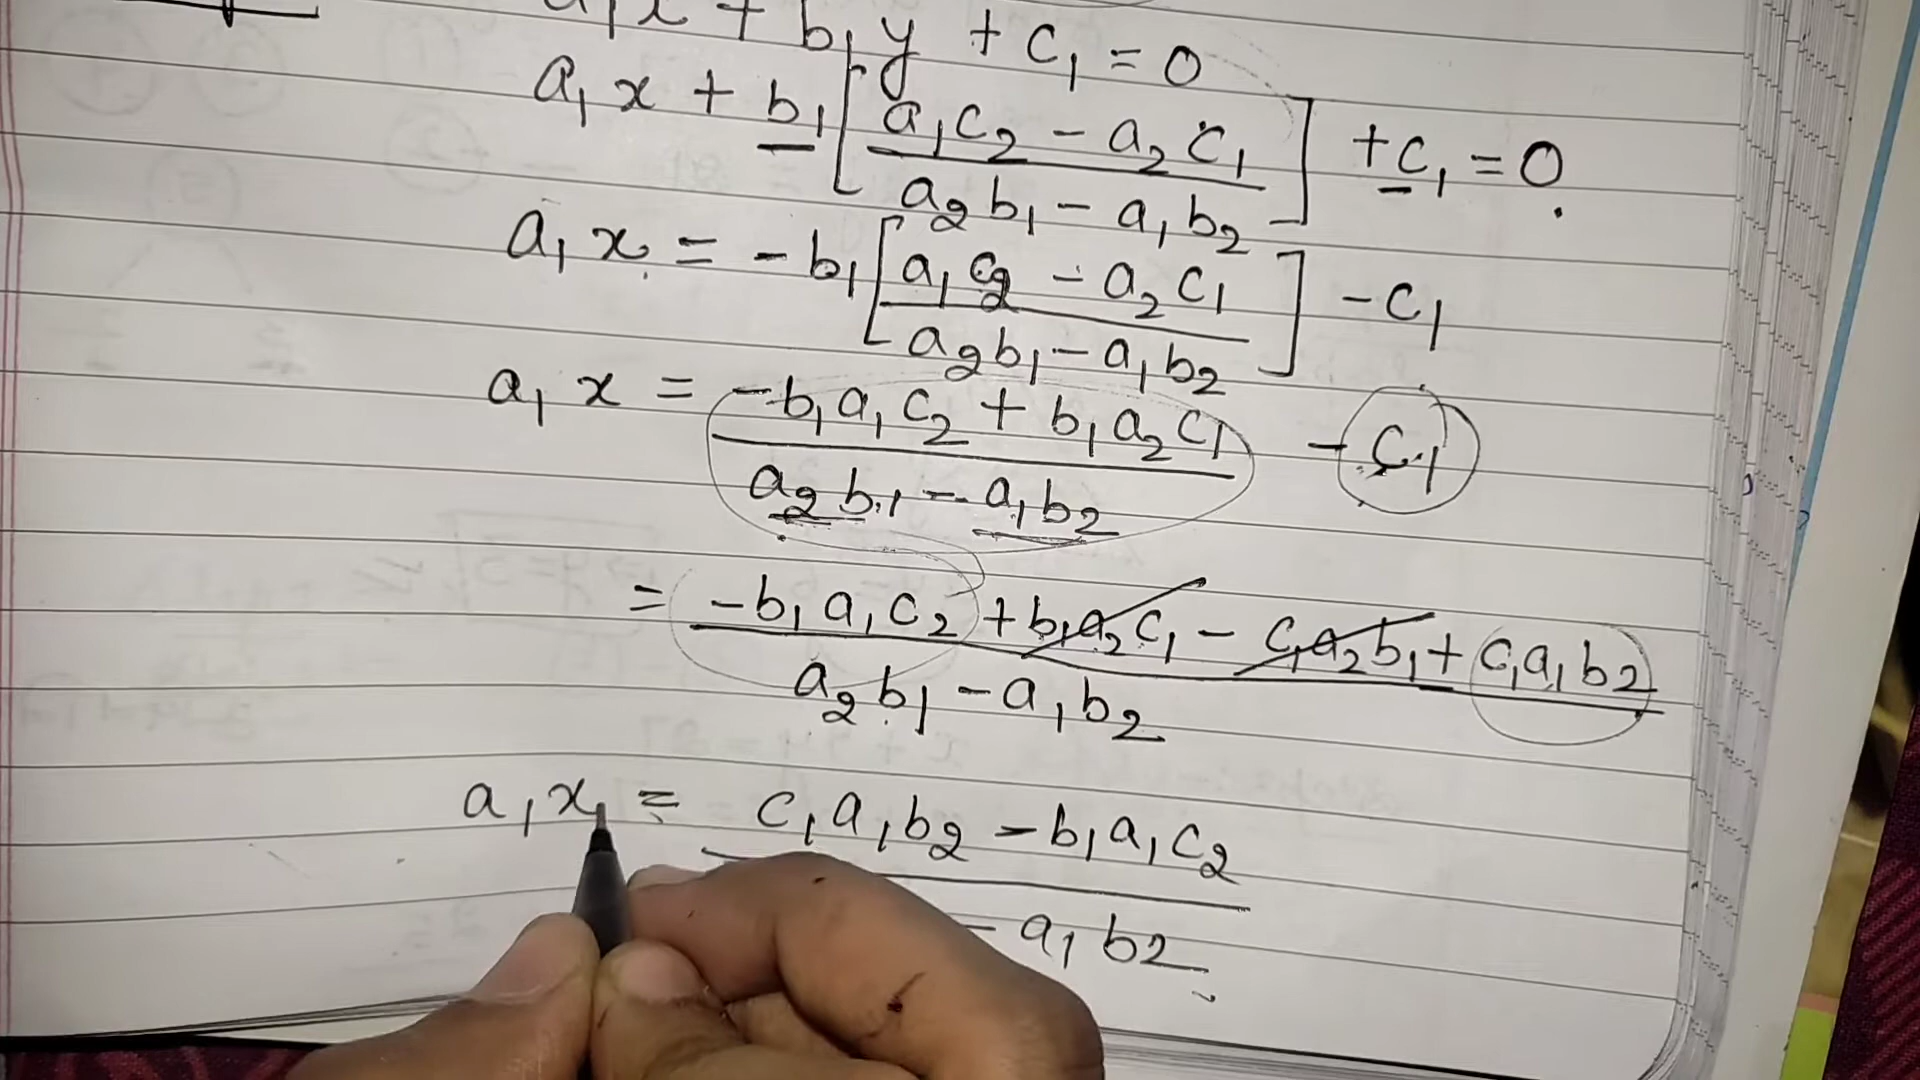 a₁x + b₁y + c₁ = 0
a₁x + b₁[(a₁c₂ - a₂c₁)/(a₂b₁ - a₁b₂)] + c₁ = 0
a₁x = -b₁[(a₁c₂ - a₂c₁)/(a₂b₁ - a₁b₂)] - c₁
a₁x = (-b₁a₁c₂ + b₁a₂c₁)/(a₂b₁ - a₁b₂) - c₁
= (-b₁a₁c₂ + b₁a₂c₁ - c₁a₂b₁ + c₁a₁b₂)/(a₂b₁ - a₁b₂)
a₁x = c₁a₁b₂ - b₁a₁c₂
- a₁b₂